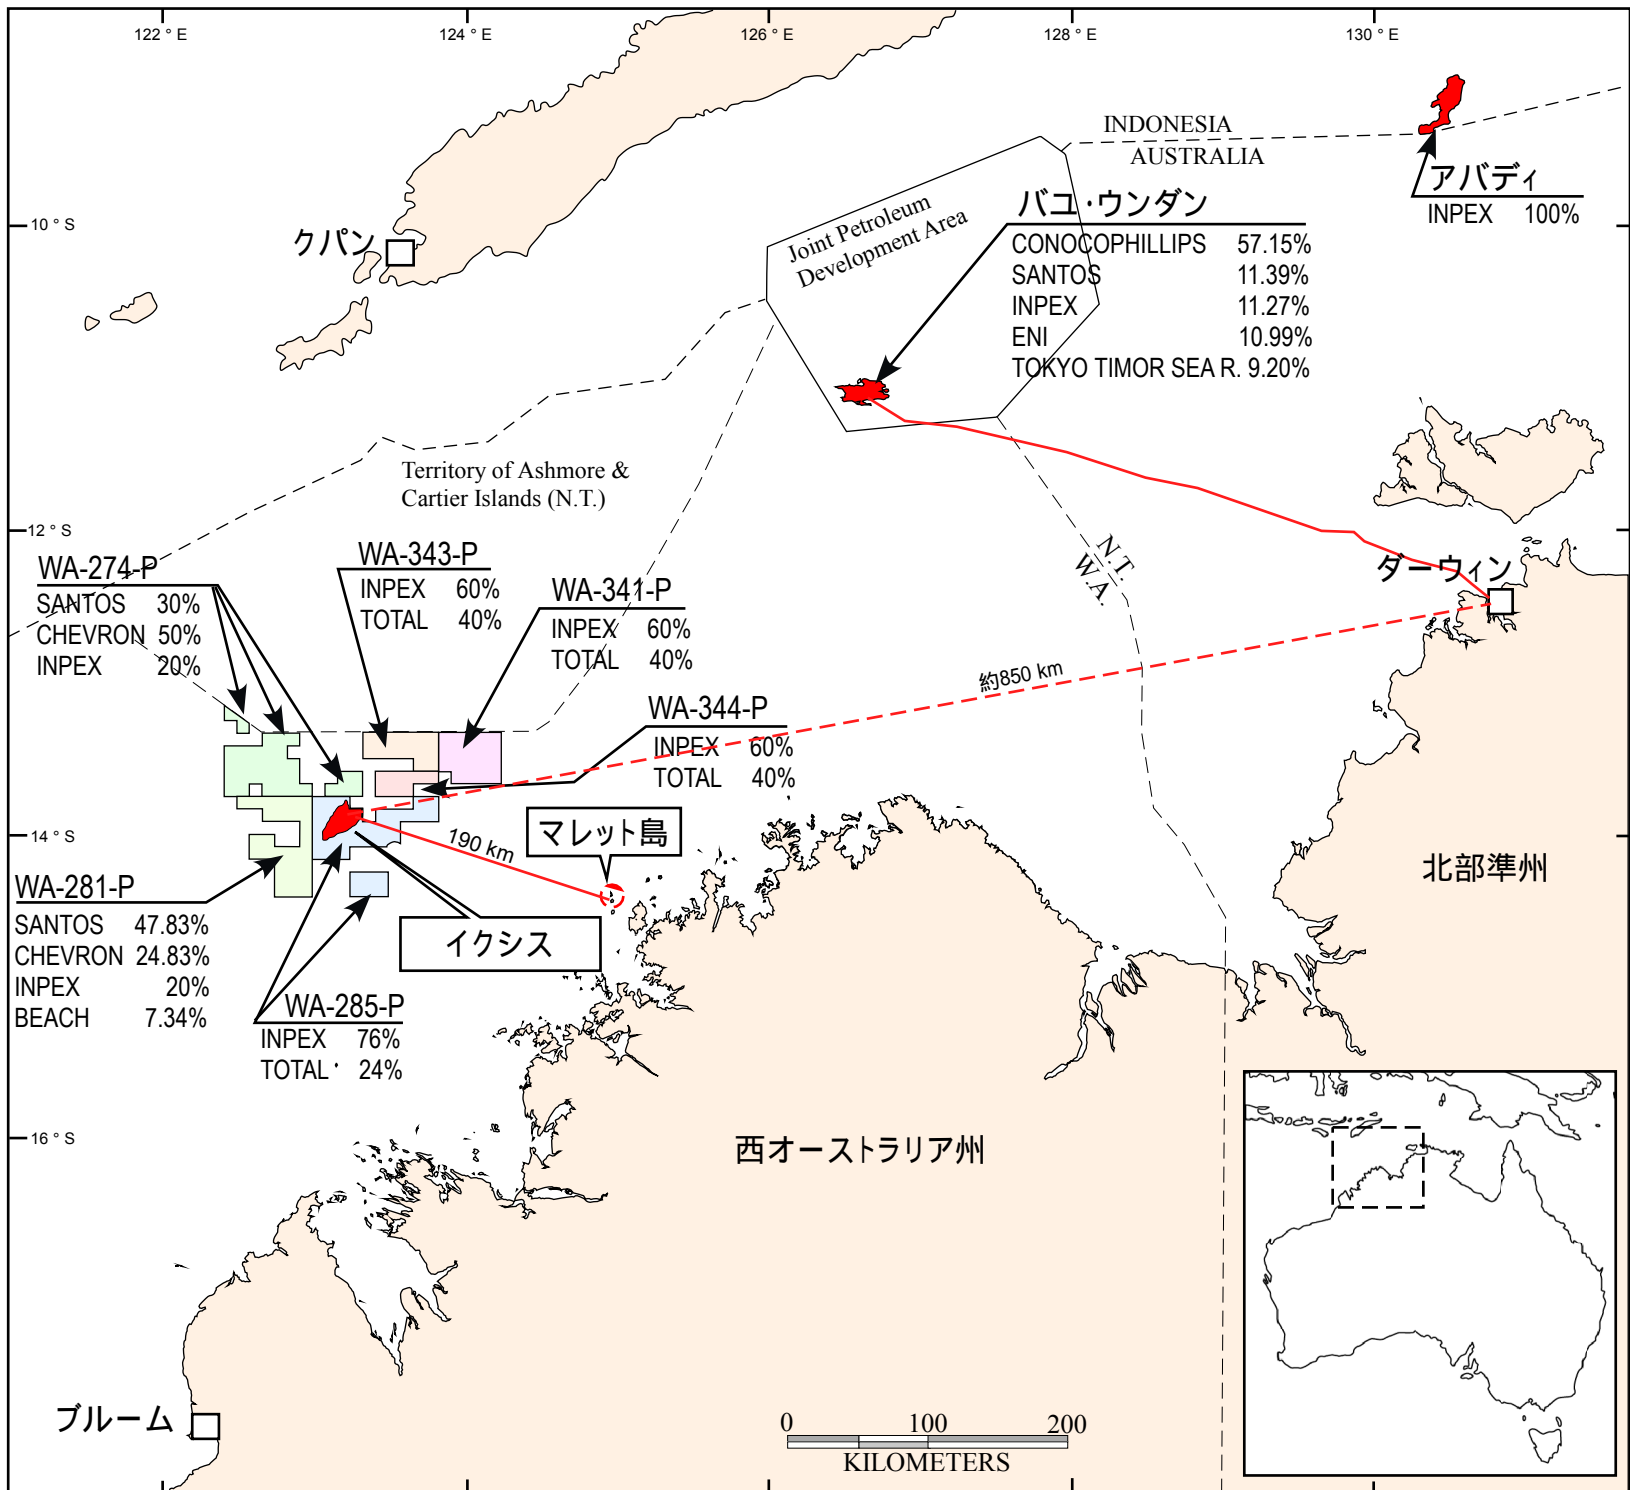 122 ° E
124 ° E
126 ° E
128 ° E
130 ° E
INDONESIA
AUSTRALIA
アバディ
INPEX 100%
10 ° S
クパン
Joint Petroleum
Development Area
バユ・ウンダン
CONOCOPHILLIPS 57.15%
SANTOS 11.39%
INPEX 11.27%
ENI 10.99%
TOKYO TIMOR SEA R. 9.20%
Territory of Ashmore &
Cartier Islands (N.T.)
12 ° S
N.T.
W.A.
ダーウィン
WA-274-P
SANTOS 30%
CHEVRON 50%
INPEX 20%
WA-343-P
INPEX 60%
TOTAL 40%
WA-341-P
INPEX 60%
TOTAL 40%
WA-344-P
INPEX 60%
TOTAL 40%
約850 km
14 ° S
190 km
マレット島
北部準州
WA-281-P
SANTOS 47.83%
CHEVRON 24.83%
INPEX 20%
BEACH 7.34%
イクシス
WA-285-P
INPEX 76%
TOTAL 24%
16 ° S
西オーストラリア州
ブルーム
0 100 200
KILOMETERS